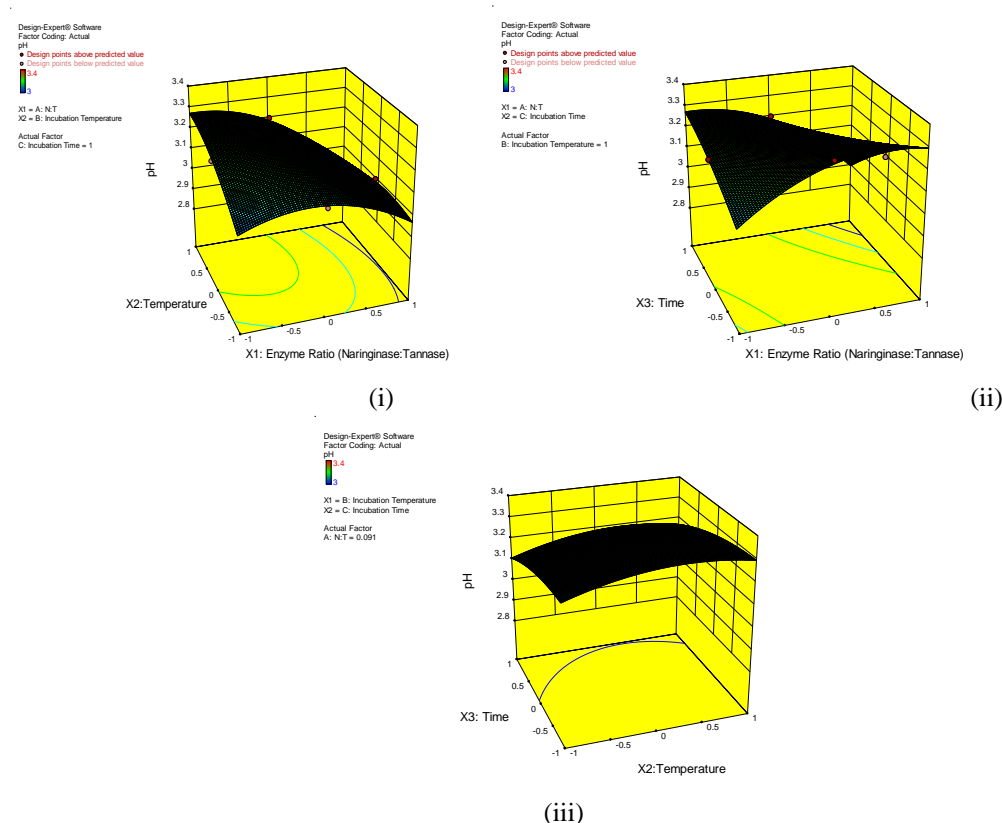 Design-Expert® Software
Factor Coding: Actual
pH
Design points above predicted value
Design points below predicted value
3.4
3
X1 = A: N:T
X2 = B: Incubation Temperature
Actual Factor
C: Incubation Time = 1
3.4
3.3
3.2
3.1
3
2.9
2.8
pH
1
0.5
0
-0.5
-1
X2:Temperature
-1
-0.5
0
0.5
1
X1: Enzyme Ratio (Naringinase:Tannase)
(i)
Design-Expert® Software
Factor Coding: Actual
pH
Design points above predicted value
Design points below predicted value
3.4
3
X1 = A: N:T
X2 = C: Incubation Time
Actual Factor
B: Incubation Temperature = 1
3.4
3.3
3.2
3.1
3
2.9
2.8
pH
1
0.5
0
-0.5
-1
X3: Time
-1
-0.5
0
0.5
1
X1: Enzyme Ratio (Naringinase:Tannase)
(ii)
Design-Expert® Software
Factor Coding: Actual
pH
3.4
3
X1 = B: Incubation Temperature
X2 = C: Incubation Time
Actual Factor
A: N:T = 0.091
3.4
3.3
3.2
3.1
3
2.9
2.8
pH
1
0.5
0
-0.5
-1
X3: Time
-1
-0.5
0
0.5
1
X2:Temperature
(iii)